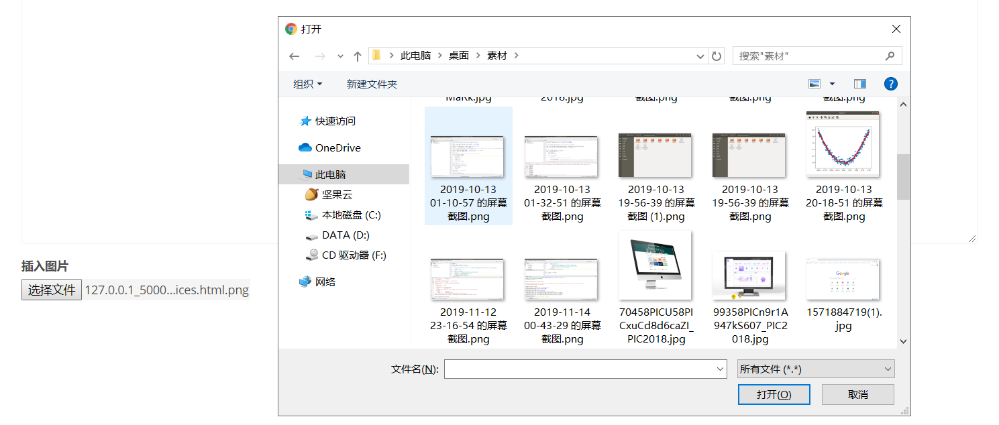 打开
此电脑 桌面 素材
搜索"素材"
组织 新建文件夹
?
MaRk.jpg
2018.jpg
截图.png
截图.png
截图.png
快速访问
OneDrive
此电脑
坚果云
本地磁盘 (C:)
DATA (D:)
CD 驱动器 (F:)
网络
2019-10-13
01-10-57 的屏幕
截图.png
2019-10-13
01-32-51 的屏幕
截图.png
2019-10-13
19-56-39 的屏幕
截图 (1).png
2019-10-13
19-56-39 的屏幕
截图.png
2019-10-13
20-18-51 的屏幕
截图.png
Google
2019-11-12
23-16-54 的屏幕
截图.png
2019-11-14
00-43-29 的屏幕
截图.png
70458PICU58PI
CxuCd8d6caZI_
PIC2018.jpg
99358PICn9r1A
947kS607_PIC2
018.jpg
1571884719(1).
jpg
插入图片
选择文件 127.0.0.1_5000...ices.html.png
文件名(N):
所有文件 (*.*)
打开(O)
取消